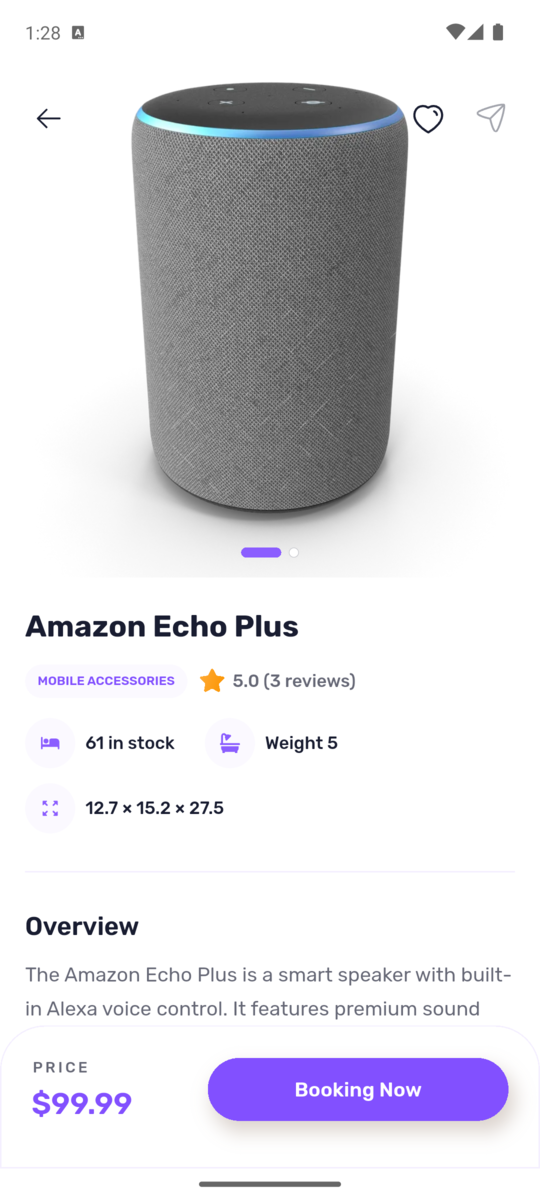 1:28
Amazon Echo Plus
MOBILE ACCESSORIES
5.0 (3 reviews)
61 in stock
Weight 5
12.7 × 15.2 × 27.5
Overview
The Amazon Echo Plus is a smart speaker with built-
in Alexa voice control. It features premium sound
PRICE
$99.99
Booking Now